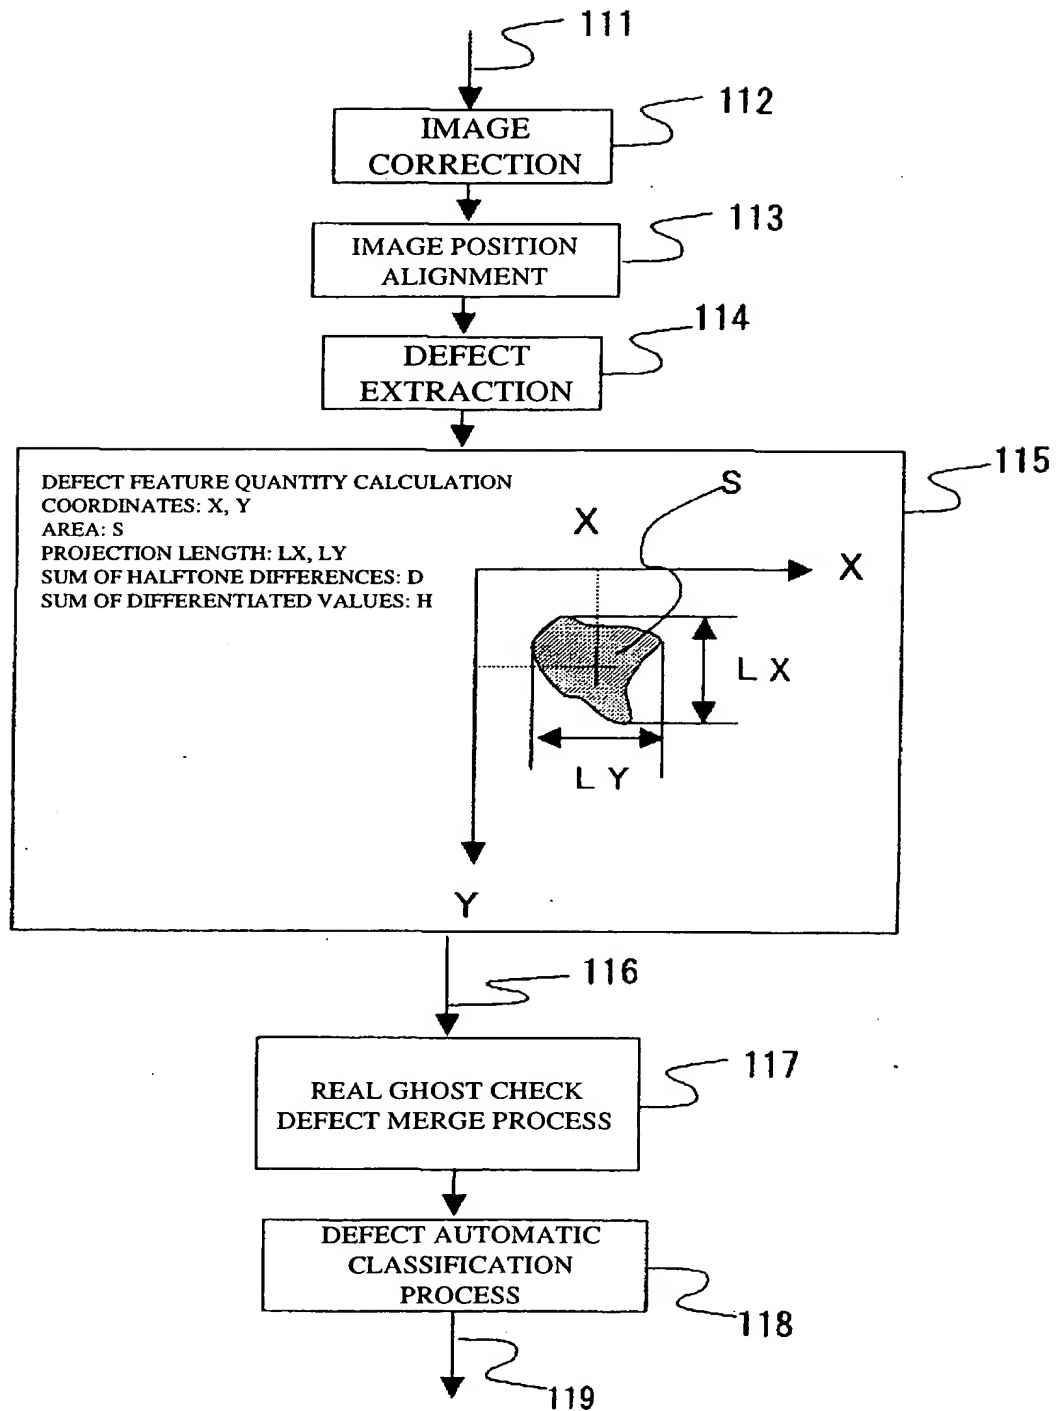 111
112
IMAGE
CORRECTION
113
IMAGE POSITION
ALIGNMENT
114
DEFECT
EXTRACTION
115
DEFECT FEATURE QUANTITY CALCULATION
COORDINATES: X, Y
AREA: S
PROJECTION LENGTH: LX, LY
SUM OF HALFTONE DIFFERENCES: D
SUM OF DIFFERENTIATED VALUES: H
S
X
X
L X
L Y
Y
116
117
REAL GHOST CHECK
DEFECT MERGE PROCESS
DEFECT AUTOMATIC
CLASSIFICATION
PROCESS
118
119